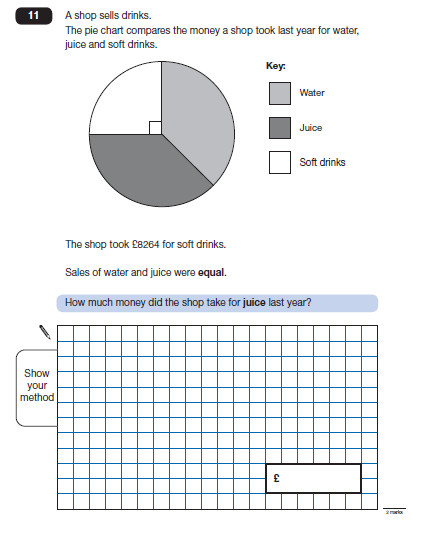 11
A shop sells drinks.
The pie chart compares the money a shop took last year for water,
juice and soft drinks.
Key:
Water
Juice
Soft drinks
The shop took £8264 for soft drinks.
Sales of water and juice were equal.
How much money did the shop take for juice last year?
Show
your
method
£
2 marks